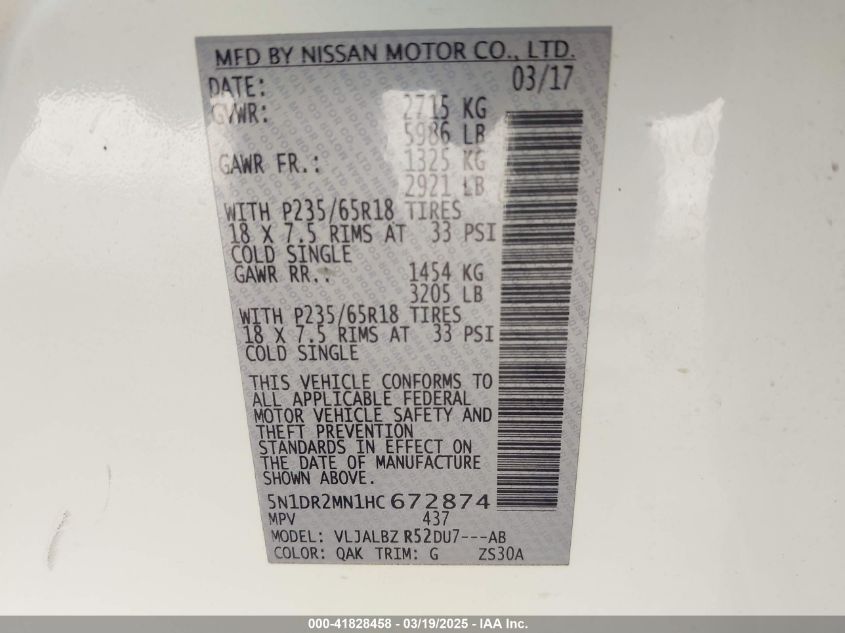 MFD BY NISSAN MOTOR CO., LTD.
DATE: 03/17
GVWR: 2715 KG
5986 LB
GAWR FR.: 1325 KG
2921 LB
WITH P235/65R18 TIRES
18 X 7.5 RIMS AT 33 PSI
COLD SINGLE
GAWR RR.: 1454 KG
3205 LB
WITH P235/65R18 TIRES
18 X 7.5 RIMS AT 33 PSI
COLD SINGLE
THIS VEHICLE CONFORMS TO
ALL APPLICABLE FEDERAL
MOTOR VEHICLE SAFETY AND
THEFT PREVENTION
STANDARDS IN EFFECT ON
THE DATE OF MANUFACTURE
SHOWN ABOVE.
5N1DR2MN1HC672874
MPV 437
MODEL: VLJALBZ R52DU7---AB
COLOR: QAK TRIM: G ZS30A
000-41828458 - 03/19/2025 - IAA Inc.